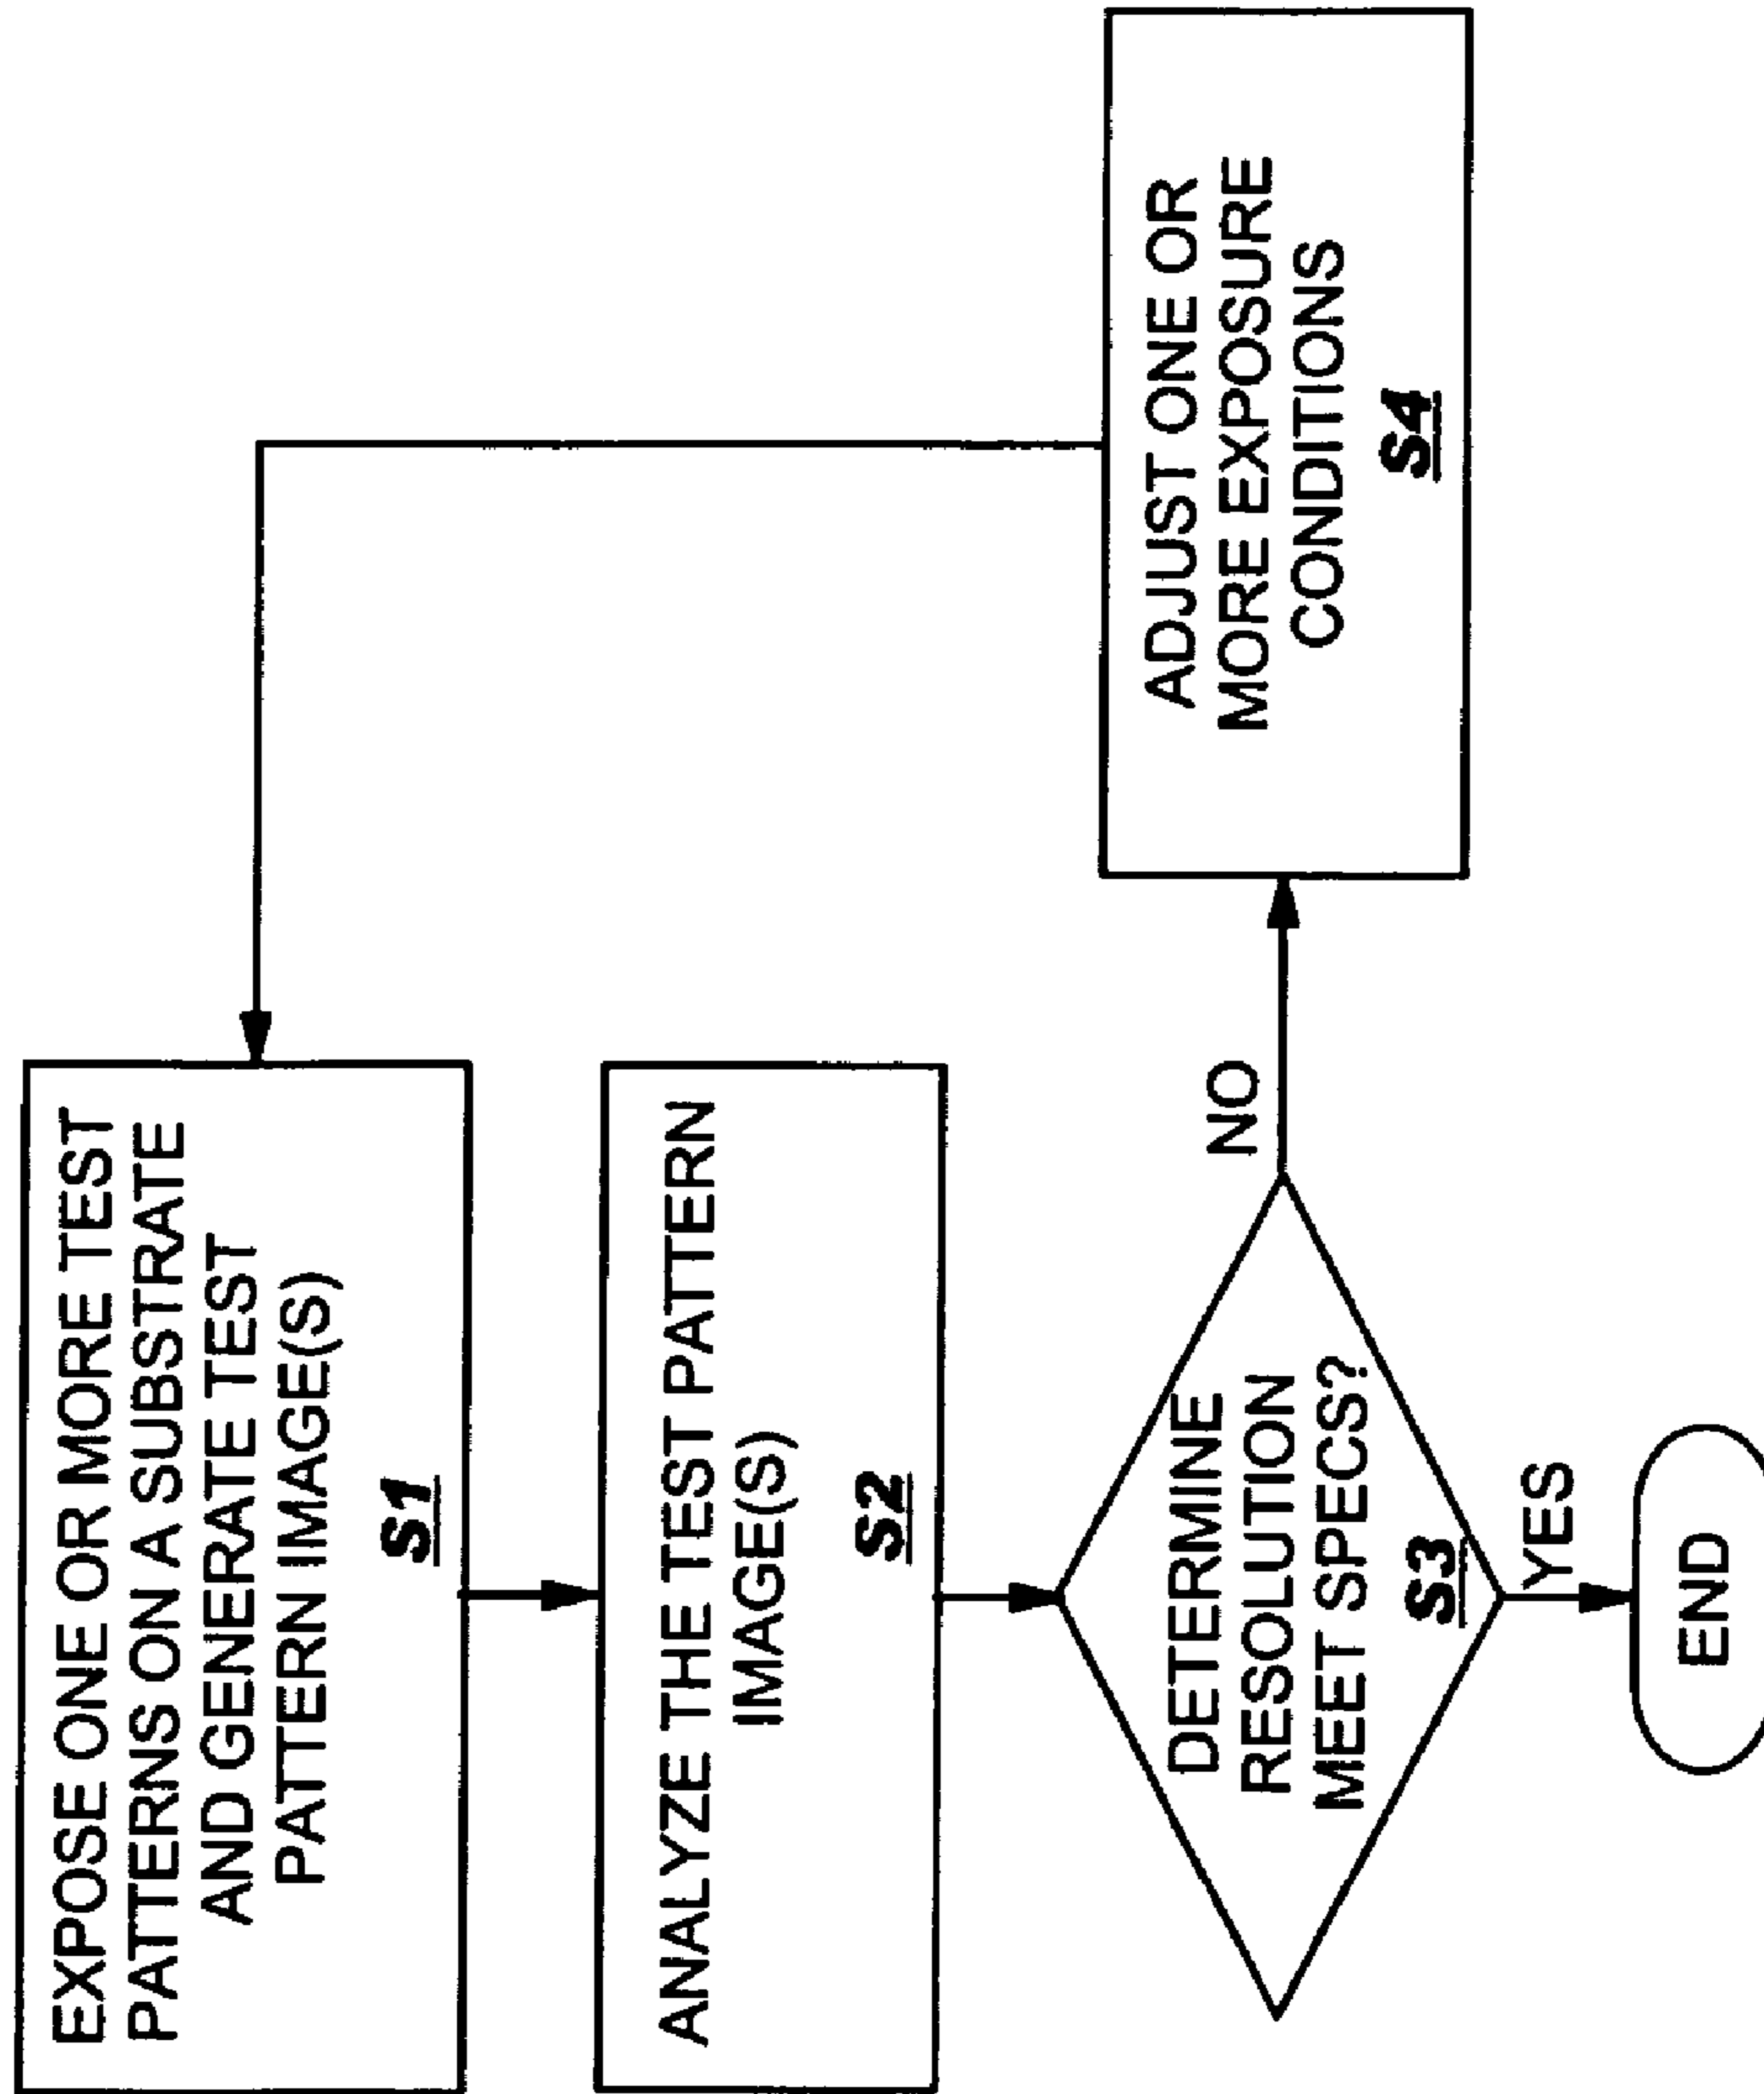 EXPOSE ONE OR MORE TEST
PATTERNS ON A SUBSTRATE
AND GENERATE TEST
PATTERN IMAGE(S)
S1
ANALYZE THE TEST PATTERN
IMAGE(S)
S2
DETERMINE
RESOLUTION
MEET SPECS?
S3
NO
YES
ADJUST ONE OR
MORE EXPOSURE
CONDITIONS
S4
END